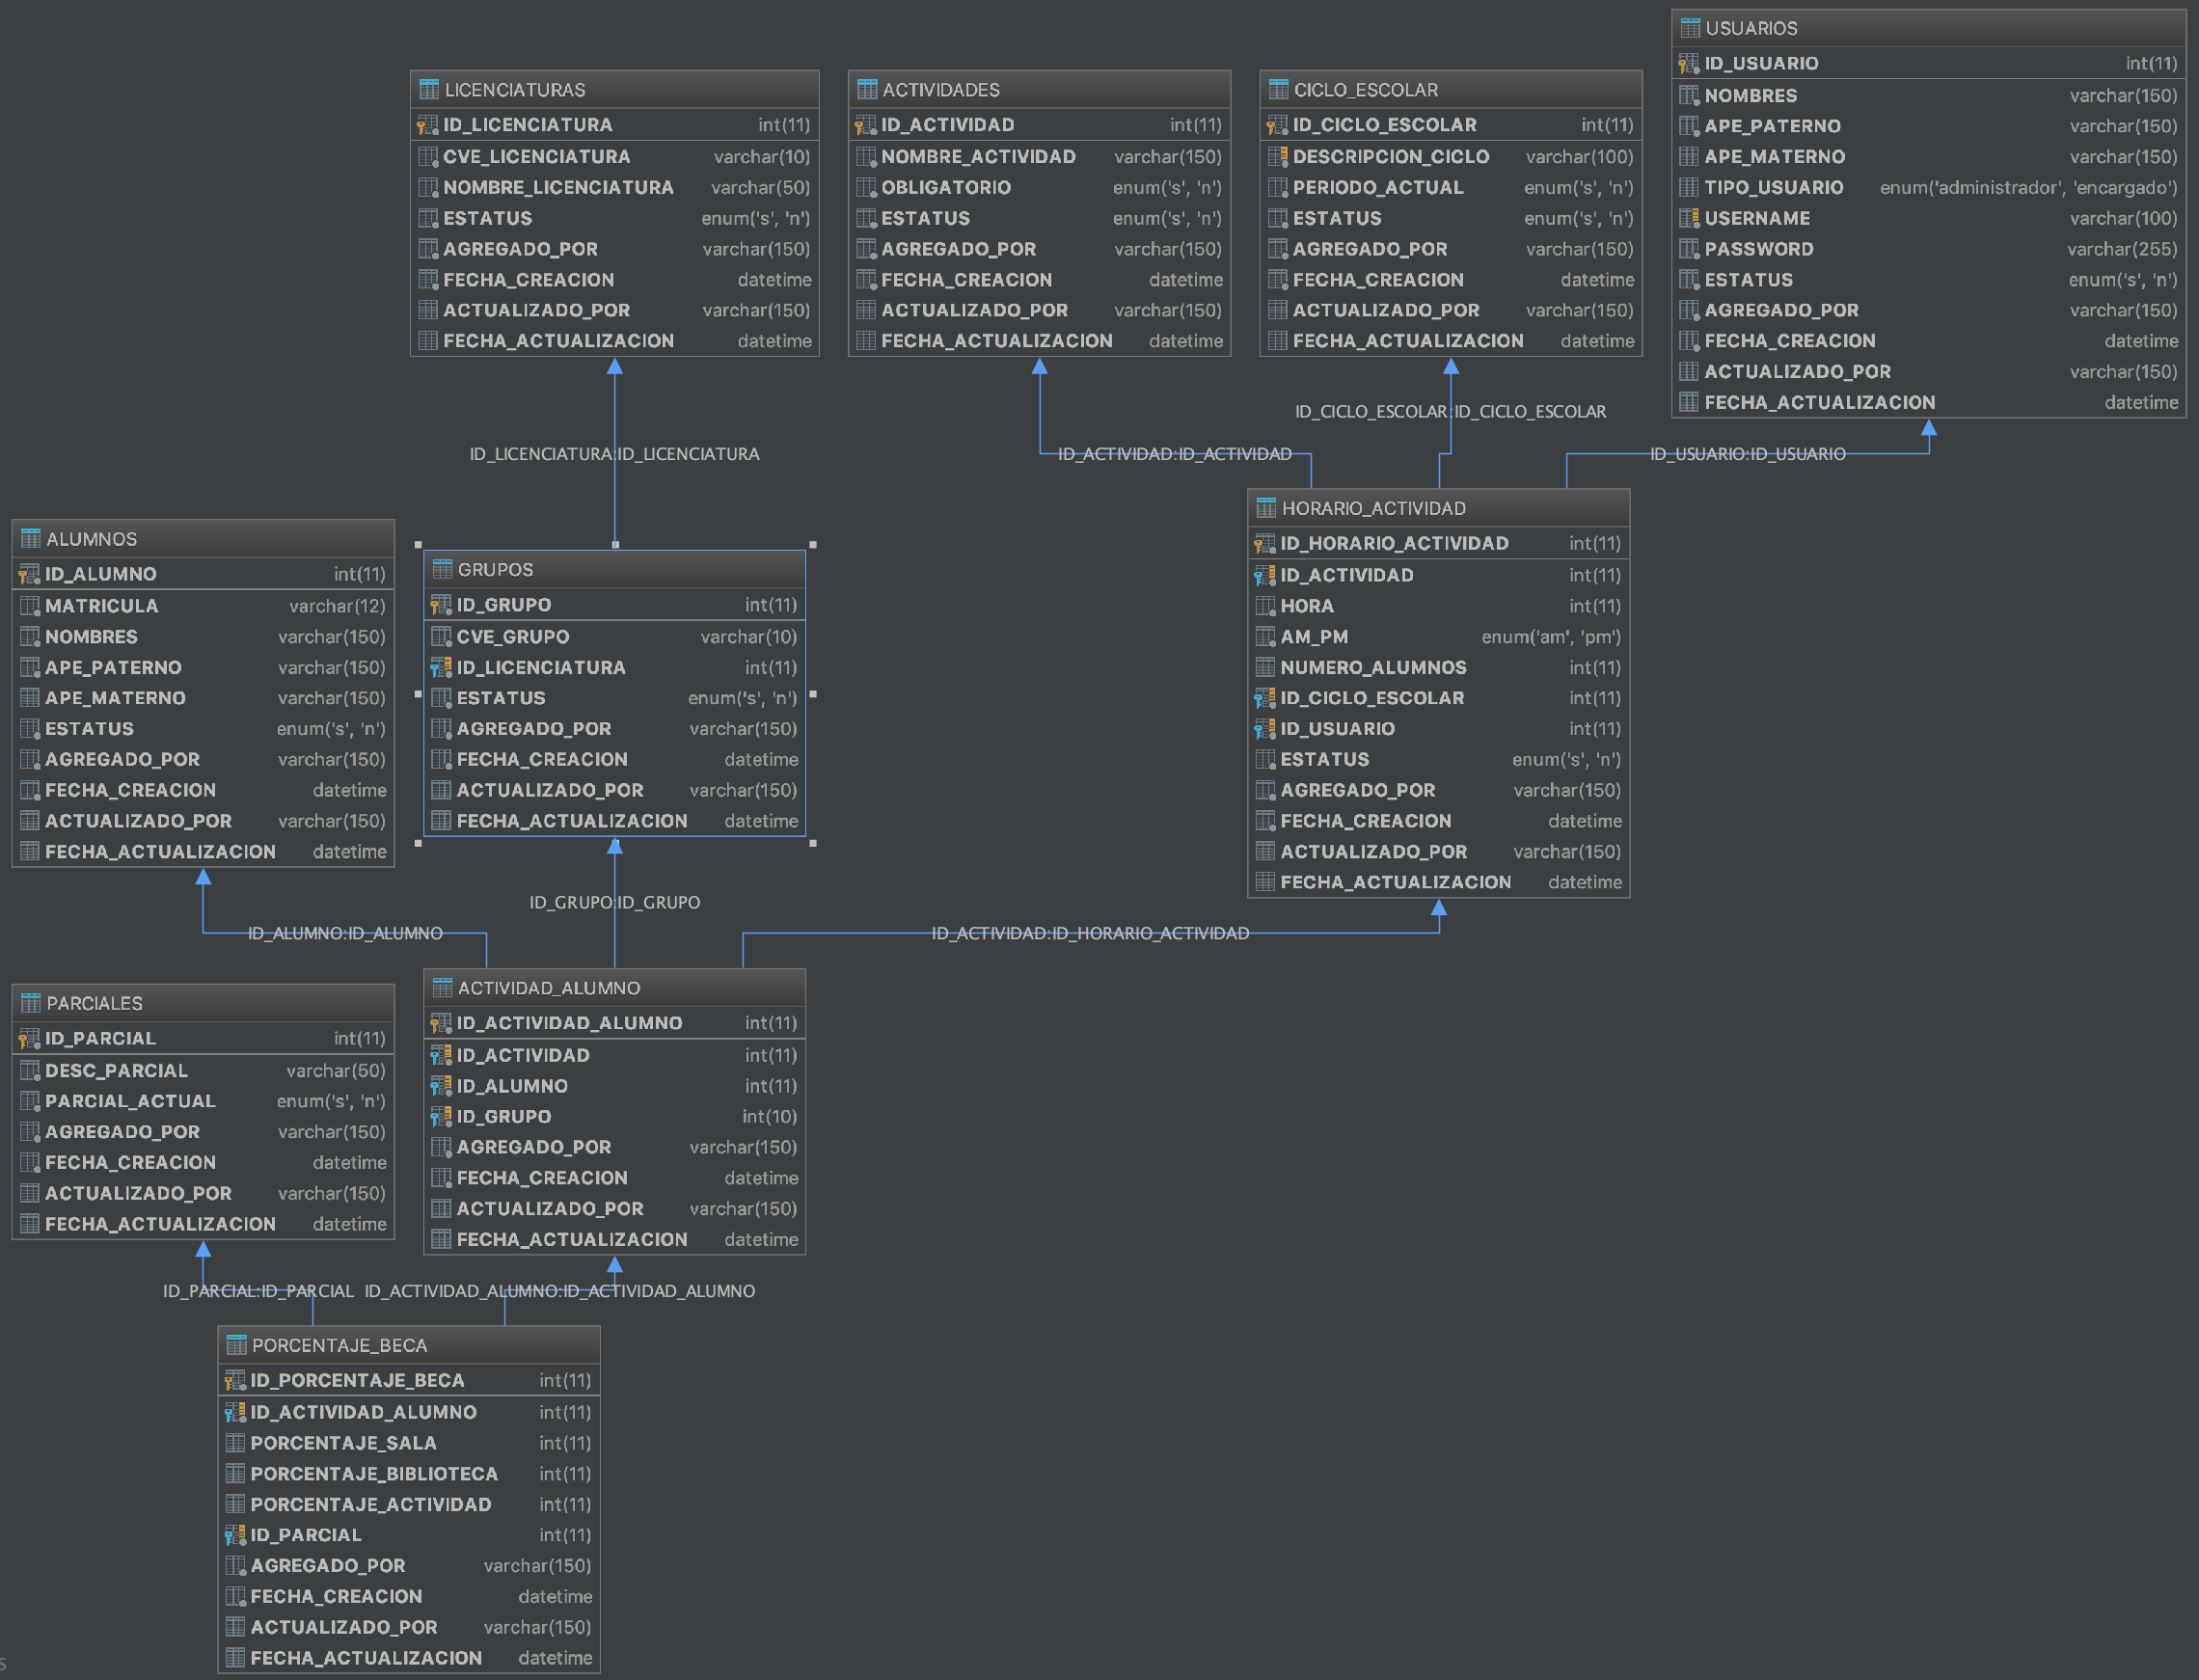 USUARIOS
ID_USUARIO int(11)
NOMBRES varchar(150)
APE_PATERNO varchar(150)
APE_MATERNO varchar(150)
TIPO_USUARIO enum('administrador', 'encargado')
USERNAME varchar(100)
PASSWORD varchar(255)
ESTATUS enum('s', 'n')
AGREGADO_POR varchar(150)
FECHA_CREACION datetime
ACTUALIZADO_POR varchar(150)
FECHA_ACTUALIZACION datetime
LICENCIATURAS
ID_LICENCIATURA int(11)
CVE_LICENCIATURA varchar(10)
NOMBRE_LICENCIATURA varchar(50)
ESTATUS enum('s', 'n')
AGREGADO_POR varchar(150)
FECHA_CREACION datetime
ACTUALIZADO_POR varchar(150)
FECHA_ACTUALIZACION datetime
ACTIVIDADES
ID_ACTIVIDAD int(11)
NOMBRE_ACTIVIDAD varchar(150)
OBLIGATORIO enum('s', 'n')
ESTATUS enum('s', 'n')
AGREGADO_POR varchar(150)
FECHA_CREACION datetime
ACTUALIZADO_POR varchar(150)
FECHA_ACTUALIZACION datetime
CICLO_ESCOLAR
ID_CICLO_ESCOLAR int(11)
DESCRIPCION_CICLO varchar(100)
PERIODO_ACTUAL enum('s', 'n')
ESTATUS enum('s', 'n')
AGREGADO_POR varchar(150)
FECHA_CREACION datetime
ACTUALIZADO_POR varchar(150)
FECHA_ACTUALIZACION datetime
ID_CICLO_ESCOLAR:ID_CICLO_ESCOLAR
ID_LICENCIATURA:ID_LICENCIATURA
ID_ACTIVIDAD:ID_ACTIVIDAD
ID_USUARIO:ID_USUARIO
HORARIO_ACTIVIDAD
ID_HORARIO_ACTIVIDAD int(11)
ID_ACTIVIDAD int(11)
HORA int(11)
AM_PM enum('am', 'pm')
NUMERO_ALUMNOS int(11)
ID_CICLO_ESCOLAR int(11)
ID_USUARIO int(11)
ESTATUS enum('s', 'n')
AGREGADO_POR varchar(150)
FECHA_CREACION datetime
ACTUALIZADO_POR varchar(150)
FECHA_ACTUALIZACION datetime
ALUMNOS
ID_ALUMNO int(11)
MATRICULA varchar(12)
NOMBRES varchar(150)
APE_PATERNO varchar(150)
APE_MATERNO varchar(150)
ESTATUS enum('s', 'n')
AGREGADO_POR varchar(150)
FECHA_CREACION datetime
ACTUALIZADO_POR varchar(150)
FECHA_ACTUALIZACION datetime
GRUPOS
ID_GRUPO int(11)
CVE_GRUPO varchar(10)
ID_LICENCIATURA int(11)
ESTATUS enum('s', 'n')
AGREGADO_POR varchar(150)
FECHA_CREACION datetime
ACTUALIZADO_POR varchar(150)
FECHA_ACTUALIZACION datetime
ID_GRUPO:ID_GRUPO
ID_ALUMNO:ID_ALUMNO
ID_ACTIVIDAD:ID_HORARIO_ACTIVIDAD
PARCIALES
ID_PARCIAL int(11)
DESC_PARCIAL varchar(50)
PARCIAL_ACTUAL enum('s', 'n')
AGREGADO_POR varchar(150)
FECHA_CREACION datetime
ACTUALIZADO_POR varchar(150)
FECHA_ACTUALIZACION datetime
ACTIVIDAD_ALUMNO
ID_ACTIVIDAD_ALUMNO int(11)
ID_ACTIVIDAD int(11)
ID_ALUMNO int(11)
ID_GRUPO int(10)
AGREGADO_POR varchar(150)
FECHA_CREACION datetime
ACTUALIZADO_POR varchar(150)
FECHA_ACTUALIZACION datetime
ID_PARCIAL:ID_PARCIAL
ID_ACTIVIDAD_ALUMNO:ID_ACTIVIDAD_ALUMNO
PORCENTAJE_BECA
ID_PORCENTAJE_BECA int(11)
ID_ACTIVIDAD_ALUMNO int(11)
PORCENTAJE_SALA int(11)
PORCENTAJE_BIBLIOTECA int(11)
PORCENTAJE_ACTIVIDAD int(11)
ID_PARCIAL int(11)
AGREGADO_POR varchar(150)
FECHA_CREACION datetime
ACTUALIZADO_POR varchar(150)
FECHA_ACTUALIZACION datetime